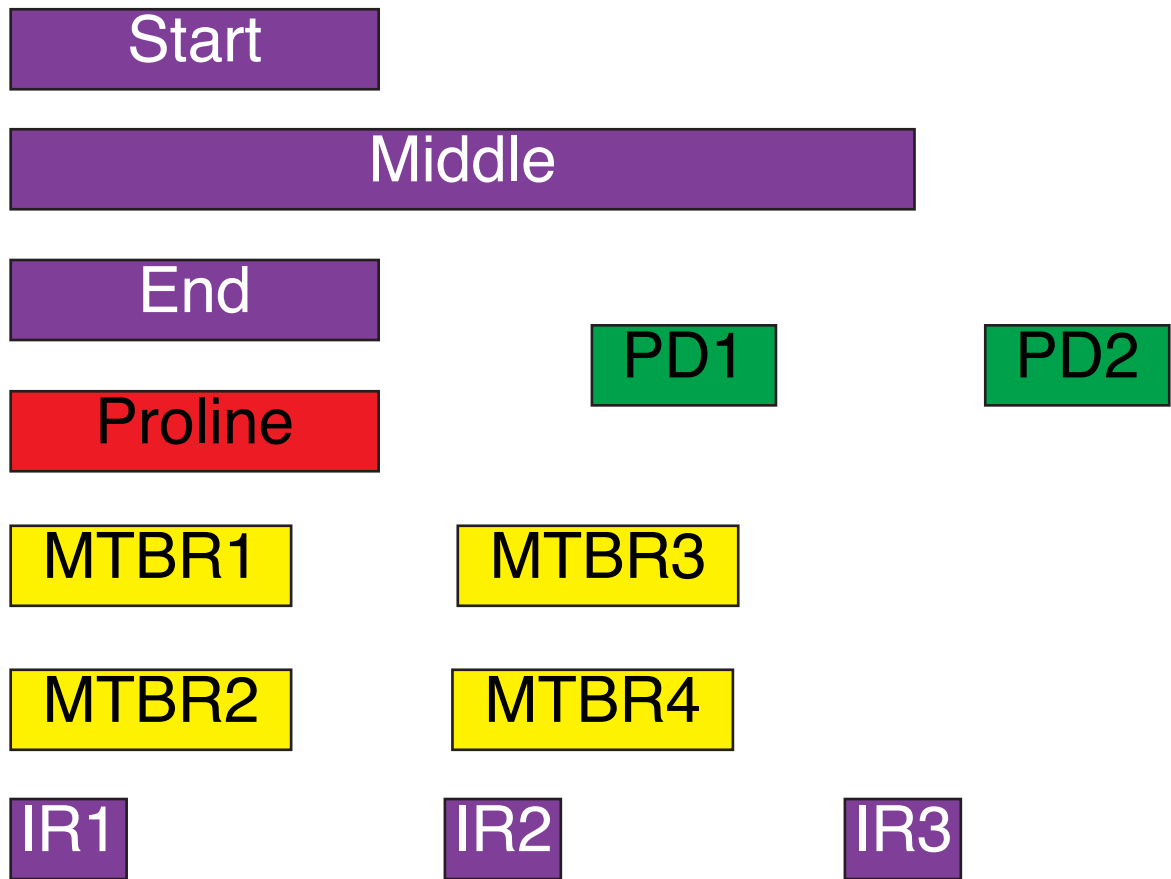 Start
Middle
End
PD1 PD2
Proline
MTBR1 MTBR3
MTBR2 MTBR4
IR1 IR2 IR3